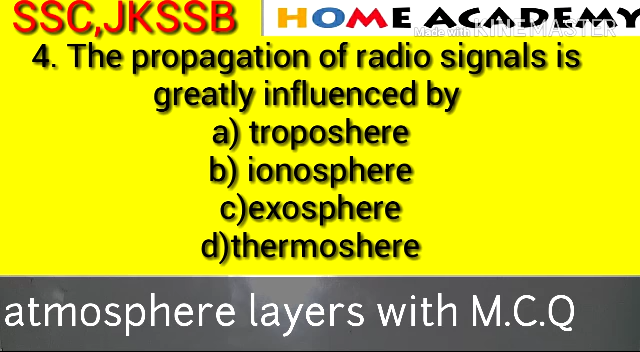 SSC,JKSSB HOME ACADEMY
Made with KINEMASTER
4. The propagation of radio signals is
greatly influenced by
a) troposhere
b) ionosphere
c)exosphere
d)thermoshere
atmosphere layers with M.C.Q